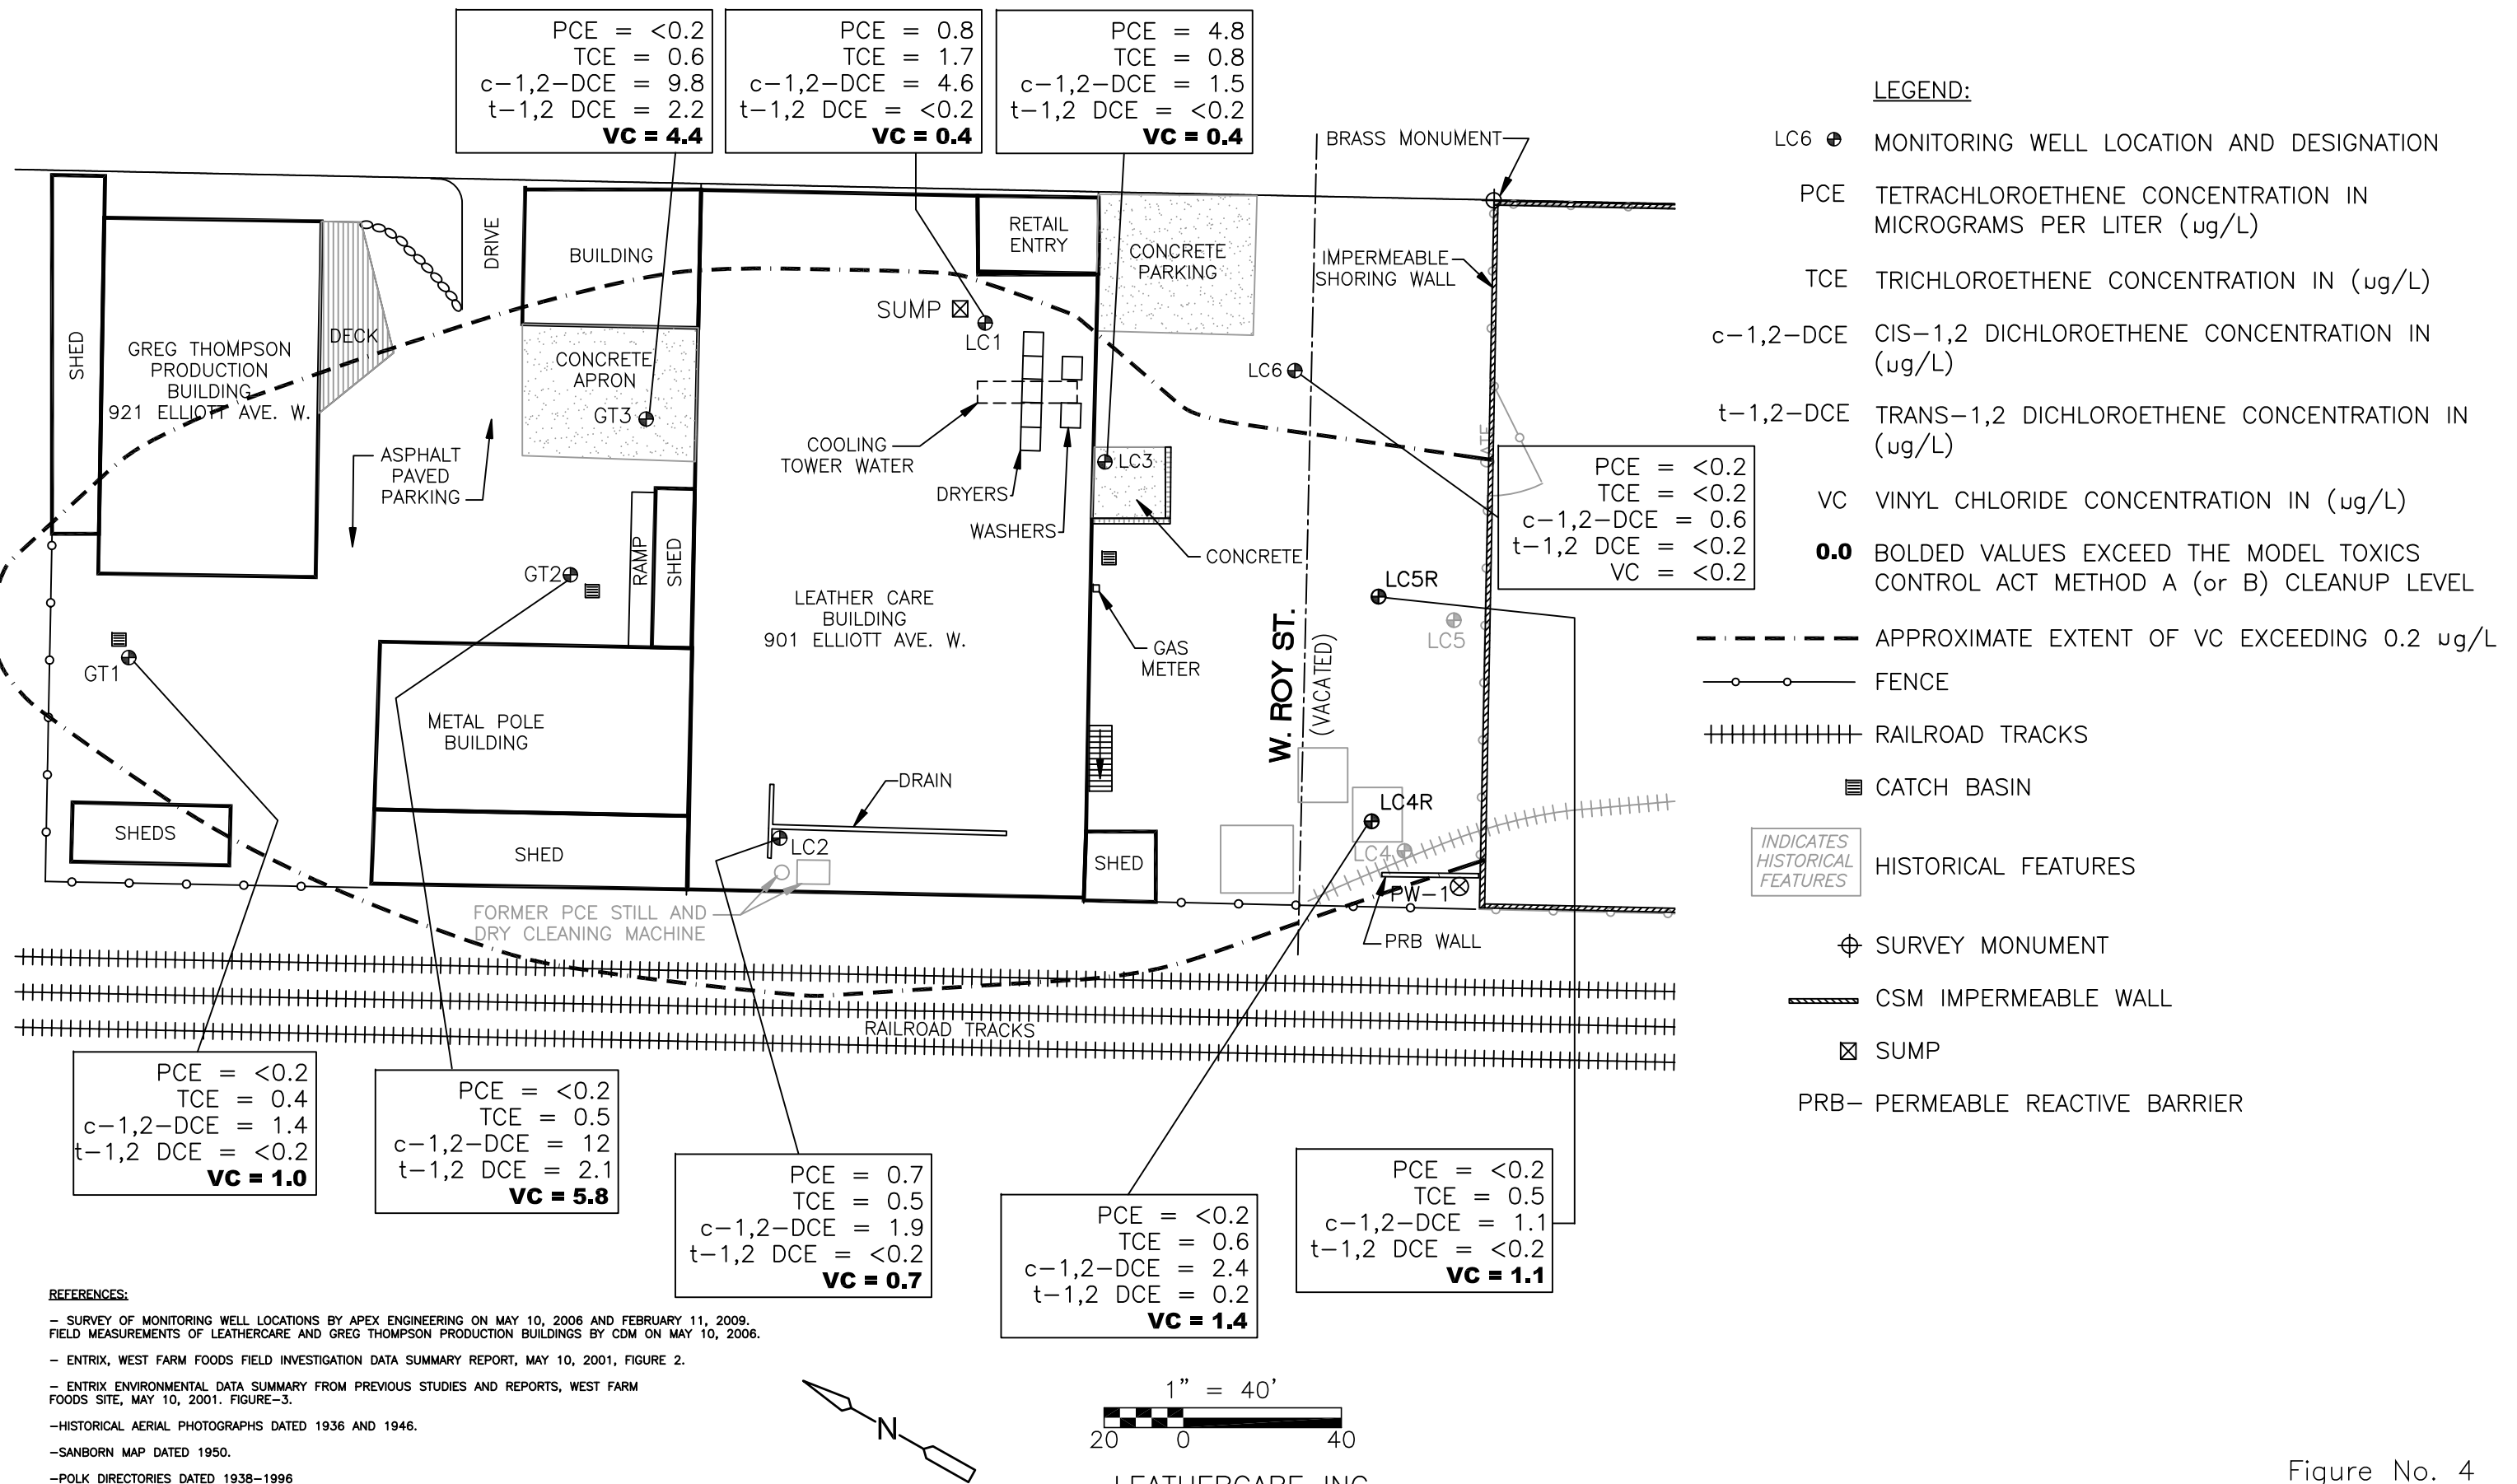 PCE = <0.2
TCE = 0.6
c-1,2-DCE = 9.8
t-1,2 DCE = 2.2
VC = 4.4
PCE = 0.8
TCE = 1.7
c-1,2-DCE = 4.6
t-1,2 DCE = <0.2
VC = 0.4
PCE = 4.8
TCE = 0.8
c-1,2-DCE = 1.5
t-1,2 DCE = <0.2
VC = 0.4
BRASS MONUMENT
SHED
GREG THOMPSON
PRODUCTION
BUILDING
921 ELLIOTT AVE. W.
DECK
DRIVE
BUILDING
CONCRETE
APRON
GT3
ASPHALT
PAVED
PARKING
SUMP
LC1
RETAIL
ENTRY
CONCRETE
PARKING
IMPERMEABLE
SHORING WALL
LC6
COOLING
TOWER WATER
DRYERS
WASHERS
LC3
CONCRETE
GATE
PCE = <0.2
TCE = <0.2
c-1,2-DCE = 0.6
t-1,2 DCE = <0.2
VC = <0.2
GT2
RAMP
SHED
LEATHER CARE
BUILDING
901 ELLIOTT AVE. W.
GAS
METER
LC5R
LC5
W. ROY ST.
(VACATED)
GT1
METAL POLE
BUILDING
SHEDS
SHED
DRAIN
LC2
SHED
LC4R
LC4
PW-1
PRB WALL
FORMER PCE STILL AND
DRY CLEANING MACHINE
RAILROAD TRACKS
PCE = <0.2
TCE = 0.4
c-1,2-DCE = 1.4
t-1,2 DCE = <0.2
VC = 1.0
PCE = <0.2
TCE = 0.5
c-1,2-DCE = 12
t-1,2 DCE = 2.1
VC = 5.8
PCE = 0.7
TCE = 0.5
c-1,2-DCE = 1.9
t-1,2 DCE = <0.2
VC = 0.7
PCE = <0.2
TCE = 0.6
c-1,2-DCE = 2.4
t-1,2 DCE = 0.2
VC = 1.4
PCE = <0.2
TCE = 0.5
c-1,2-DCE = 1.1
t-1,2 DCE = <0.2
VC = 1.1
LEGEND:
LC6 MONITORING WELL LOCATION AND DESIGNATION
PCE TETRACHLOROETHENE CONCENTRATION IN
MICROGRAMS PER LITER (µg/L)
TCE TRICHLOROETHENE CONCENTRATION IN (µg/L)
c-1,2-DCE CIS-1,2 DICHLOROETHENE CONCENTRATION IN
(µg/L)
t-1,2-DCE TRANS-1,2 DICHLOROETHENE CONCENTRATION IN
(µg/L)
VC VINYL CHLORIDE CONCENTRATION IN (µg/L)
0.0 BOLDED VALUES EXCEED THE MODEL TOXICS
CONTROL ACT METHOD A (or B) CLEANUP LEVEL
APPROXIMATE EXTENT OF VC EXCEEDING 0.2 µg/L
FENCE
RAILROAD TRACKS
CATCH BASIN
INDICATES
HISTORICAL
FEATURES
HISTORICAL FEATURES
SURVEY MONUMENT
CSM IMPERMEABLE WALL
SUMP
PRB- PERMEABLE REACTIVE BARRIER
REFERENCES:
- SURVEY OF MONITORING WELL LOCATIONS BY APEX ENGINEERING ON MAY 10, 2006 AND FEBRUARY 11, 2009.
FIELD MEASUREMENTS OF LEATHERCARE AND GREG THOMPSON PRODUCTION BUILDINGS BY CDM ON MAY 10, 2006.
- ENTRIX, WEST FARM FOODS FIELD INVESTIGATION DATA SUMMARY REPORT, MAY 10, 2001, FIGURE 2.
- ENTRIX ENVIRONMENTAL DATA SUMMARY FROM PREVIOUS STUDIES AND REPORTS, WEST FARM
FOODS SITE, MAY 10, 2001. FIGURE-3.
-HISTORICAL AERIAL PHOTOGRAPHS DATED 1936 AND 1946.
-SANBORN MAP DATED 1950.
-POLK DIRECTORIES DATED 1938-1996
N
1" = 40'
20 0 40
LEATHERCARE, INC.
Figure No. 4